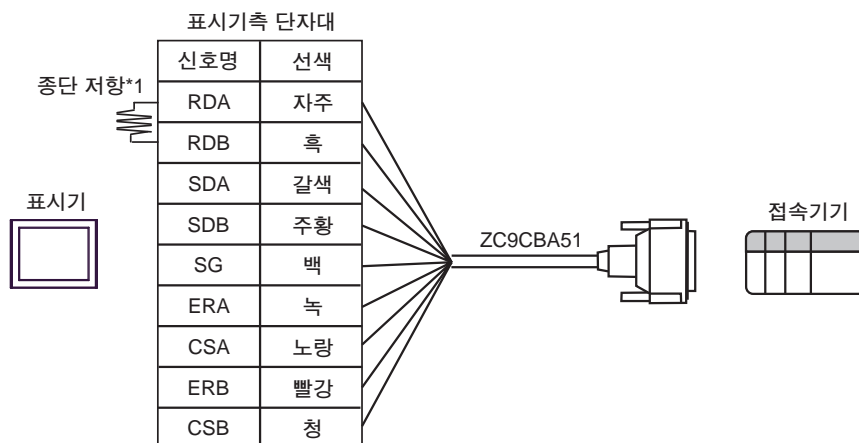 표시기측 단자대
신호명 선색
종단 저항*1
RDA 자주
RDB 흑
SDA 갈색
표시기
SDB 주황
접속기기
ZC9CBA51
SG 백
ERA 녹
CSA 노랑
ERB 빨강
CSB 청